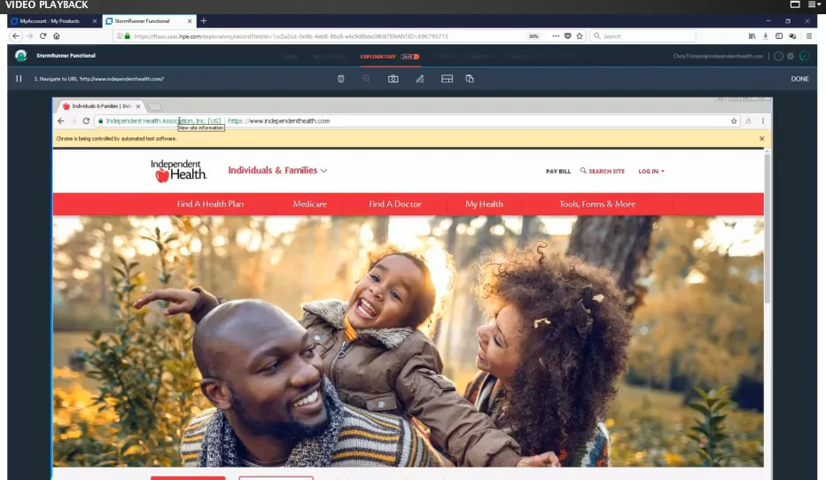 VIDEO PLAYBACK
MyAccount - My Products
StormRunner Functional
90%
Search
StormRunner Functional
EXPLORATORY
1. Navigate to URL 'http://www.independenthealth.com/'
DONE
Individuals & Families | Ind
Independent Health Association, Inc. [US] https://www.independenthealth.com
View site information
Chrome is being controlled by automated test software.
Independent Health.
Individuals & Families
PAY BILL
SEARCH SITE
LOG IN
Find A Health Plan
Medicare
Find A Doctor
My Health
Tools, Forms & More